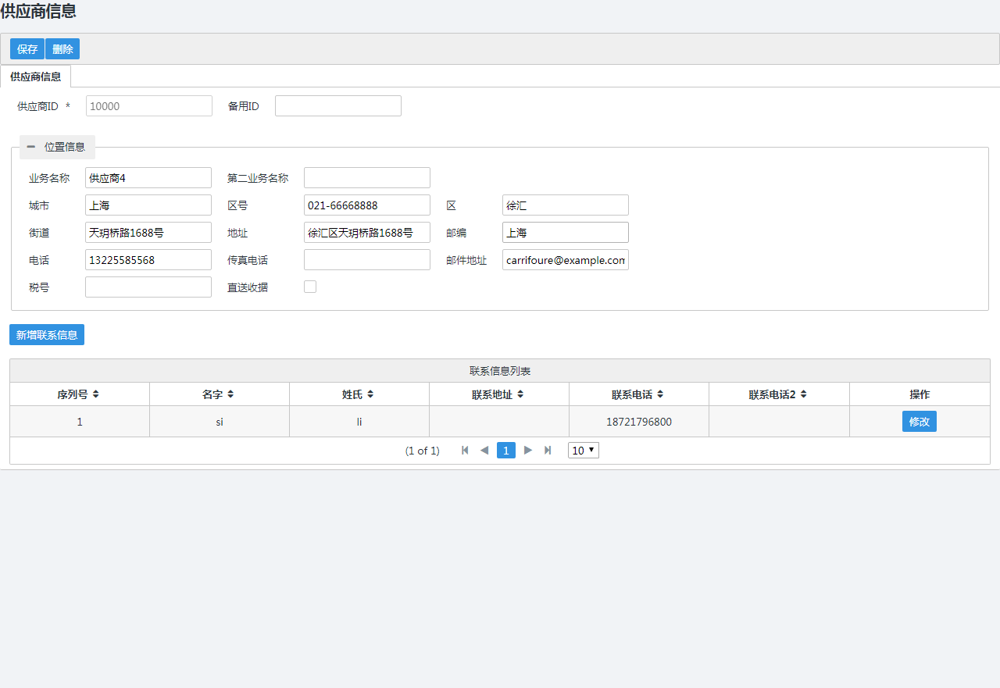 供应商信息
保存 删除
供应商信息
供应商ID * 10000 备用ID
位置信息
业务名称 供应商4 第二业务名称
城市 上海 区号 021-66668888 区 徐汇
街道 天玥桥路1688号 地址 徐汇区天玥桥路1688号 邮编 上海
电话 13225585568 传真电话 邮件地址 carrifoure@example.com
税号 直送收据
新增联系信息
联系信息列表
序列号 名字 姓氏 联系地址 联系电话 联系电话2 操作
1 si li 18721796800 修改
(1 of 1) 1 10